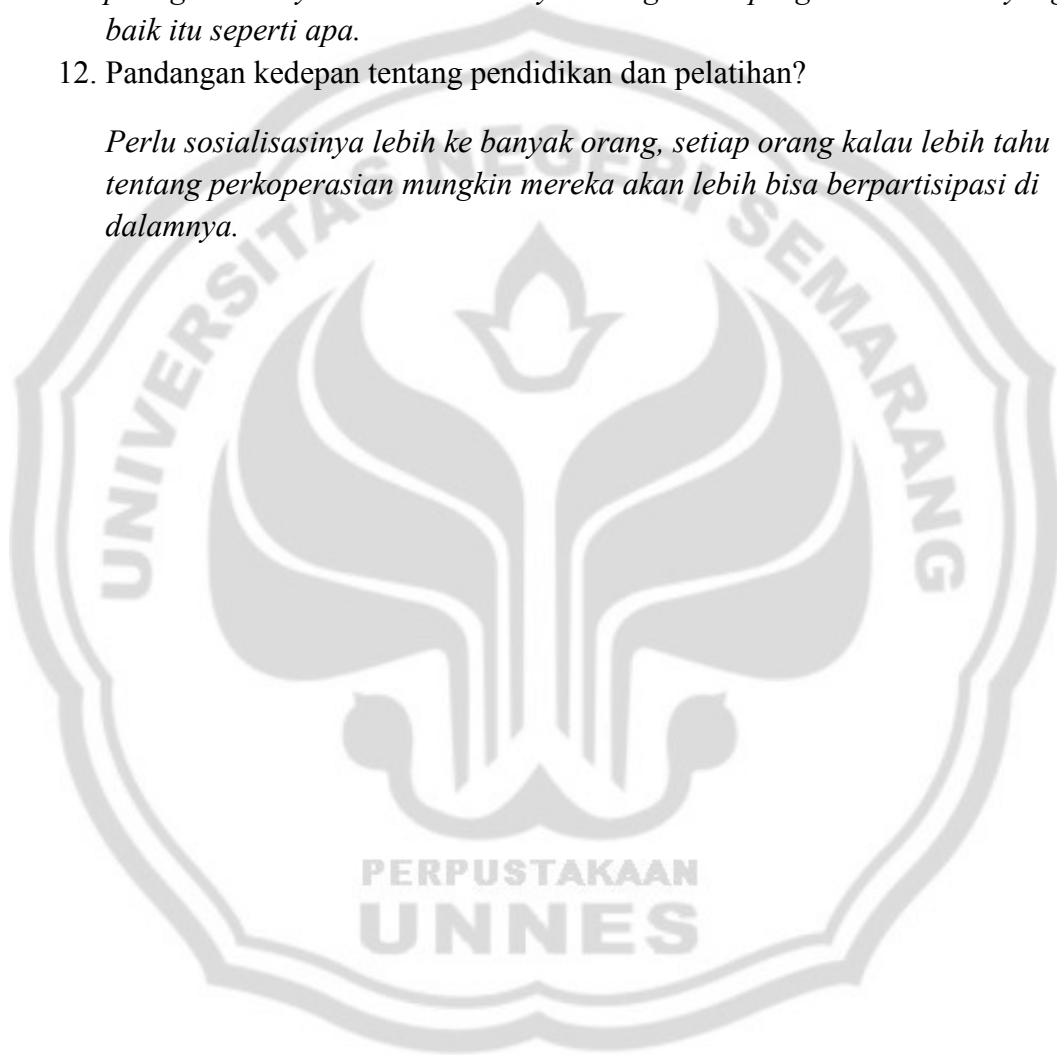 baik itu seperti apa.
12. Pandangan kedepan tentang pendidikan dan pelatihan?
Perlu sosialisasinya lebih ke banyak orang, setiap orang kalau lebih tahu
tentang perkoperasian mungkin mereka akan lebih bisa berpartisipasi di
dalamnya.
UNIVERSITAS NEGERI SEMARANG
PERPUSTAKAAN
UNNES